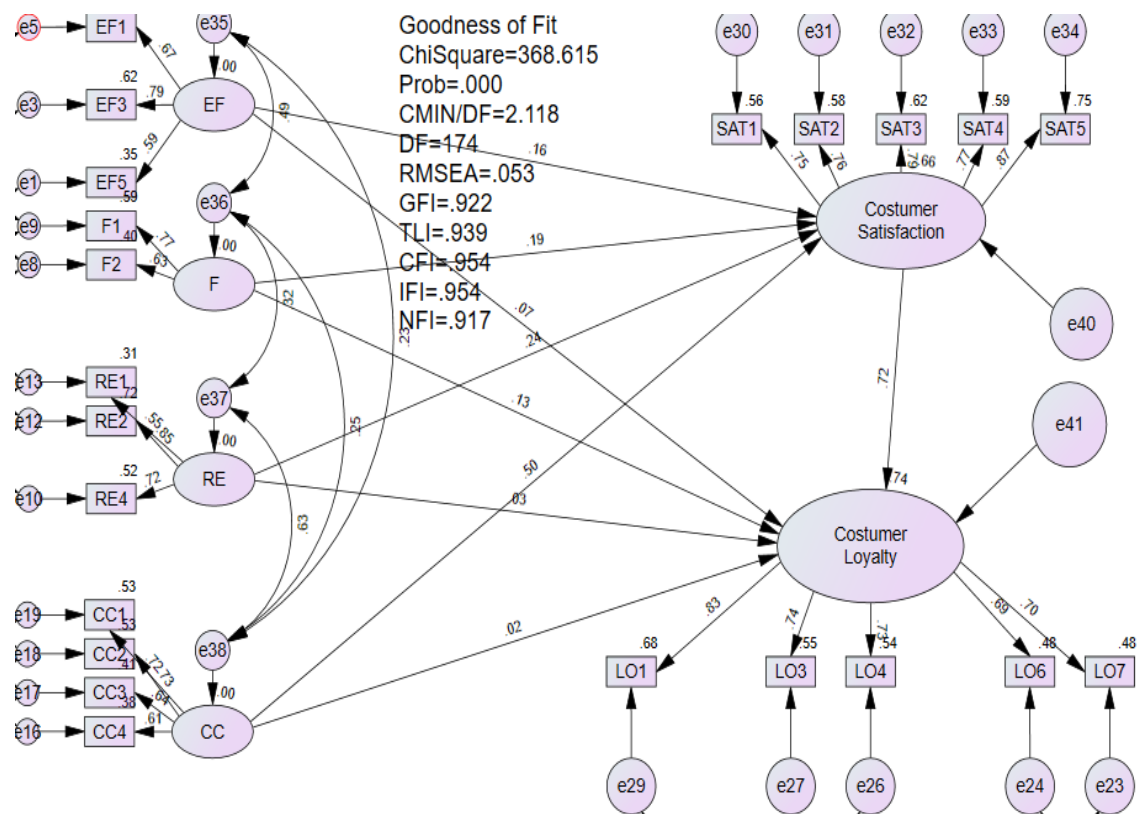 Goodness of Fit
ChiSquare=368.615
Prob=.000
CMIN/DF=2.118
DF=174
RMSEA=.053
GFI=.922
TLI=.939
CFI=.954
IFI=.954
NFI=.917
e5
EF1
.67
e35
.00
EF
.62
e3
EF3
.79
.59
.35
e1
EF5
.49
.16
.59
e9
F1
.77
e36
.00
.40
e8
F2
.63
F
.19
.32
.23
.07
.24
.31
e13
RE1
.72
e12
RE2
.55
.85
e37
.00
.25
.13
.52
e10
RE4
.72
RE
.50
.03
.63
.53
e19
CC1
.53
e18
CC2
.72
.73
e38
.02
.41
e17
CC3
.64
.00
.38
e16
CC4
.61
CC
e30
e31
e32
e33
e34
.56
.58
.62
.59
.75
SAT1
SAT2
SAT3
SAT4
SAT5
.75
.76
.79
.66
.77
.87
Costumer
Satisfaction
e40
.72
e41
.74
Costumer
Loyalty
.83
.74
.73
.69
.70
.68
.55
.54
.48
.48
LO1
LO3
LO4
LO6
LO7
e29
e27
e26
e24
e23